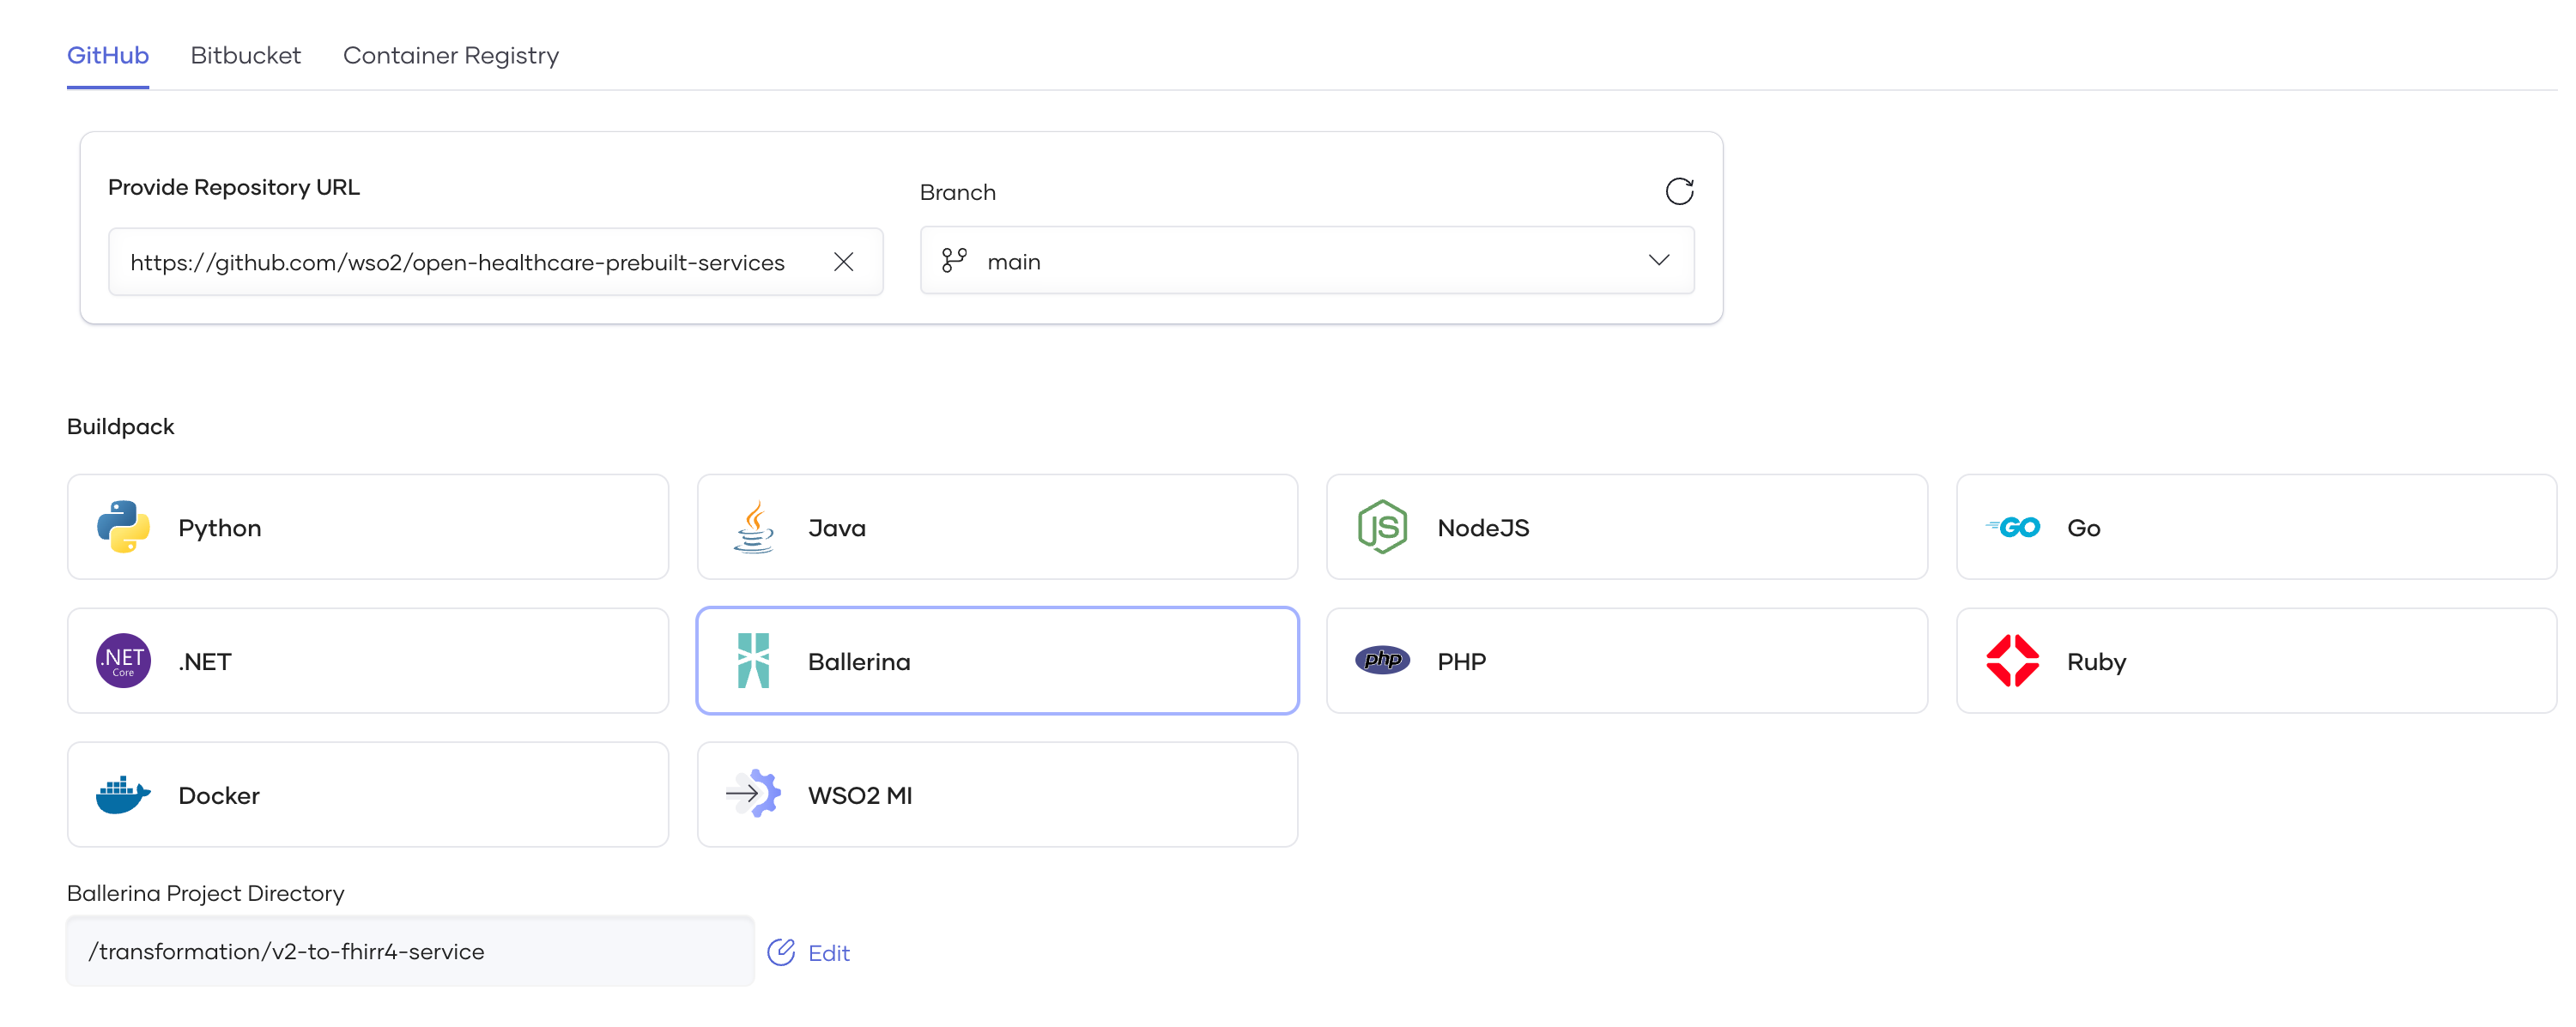 GitHub Bitbucket Container Registry
Provide Repository URL
Branch
https://github.com/wso2/open-healthcare-prebuilt-services
main
Buildpack
Python
Java
JS NodeJS
GO Go
.NET Core .NET
Ballerina
php PHP
Ruby
Docker
WSO2 MI
Ballerina Project Directory
/transformation/v2-to-fhirr4-service
Edit